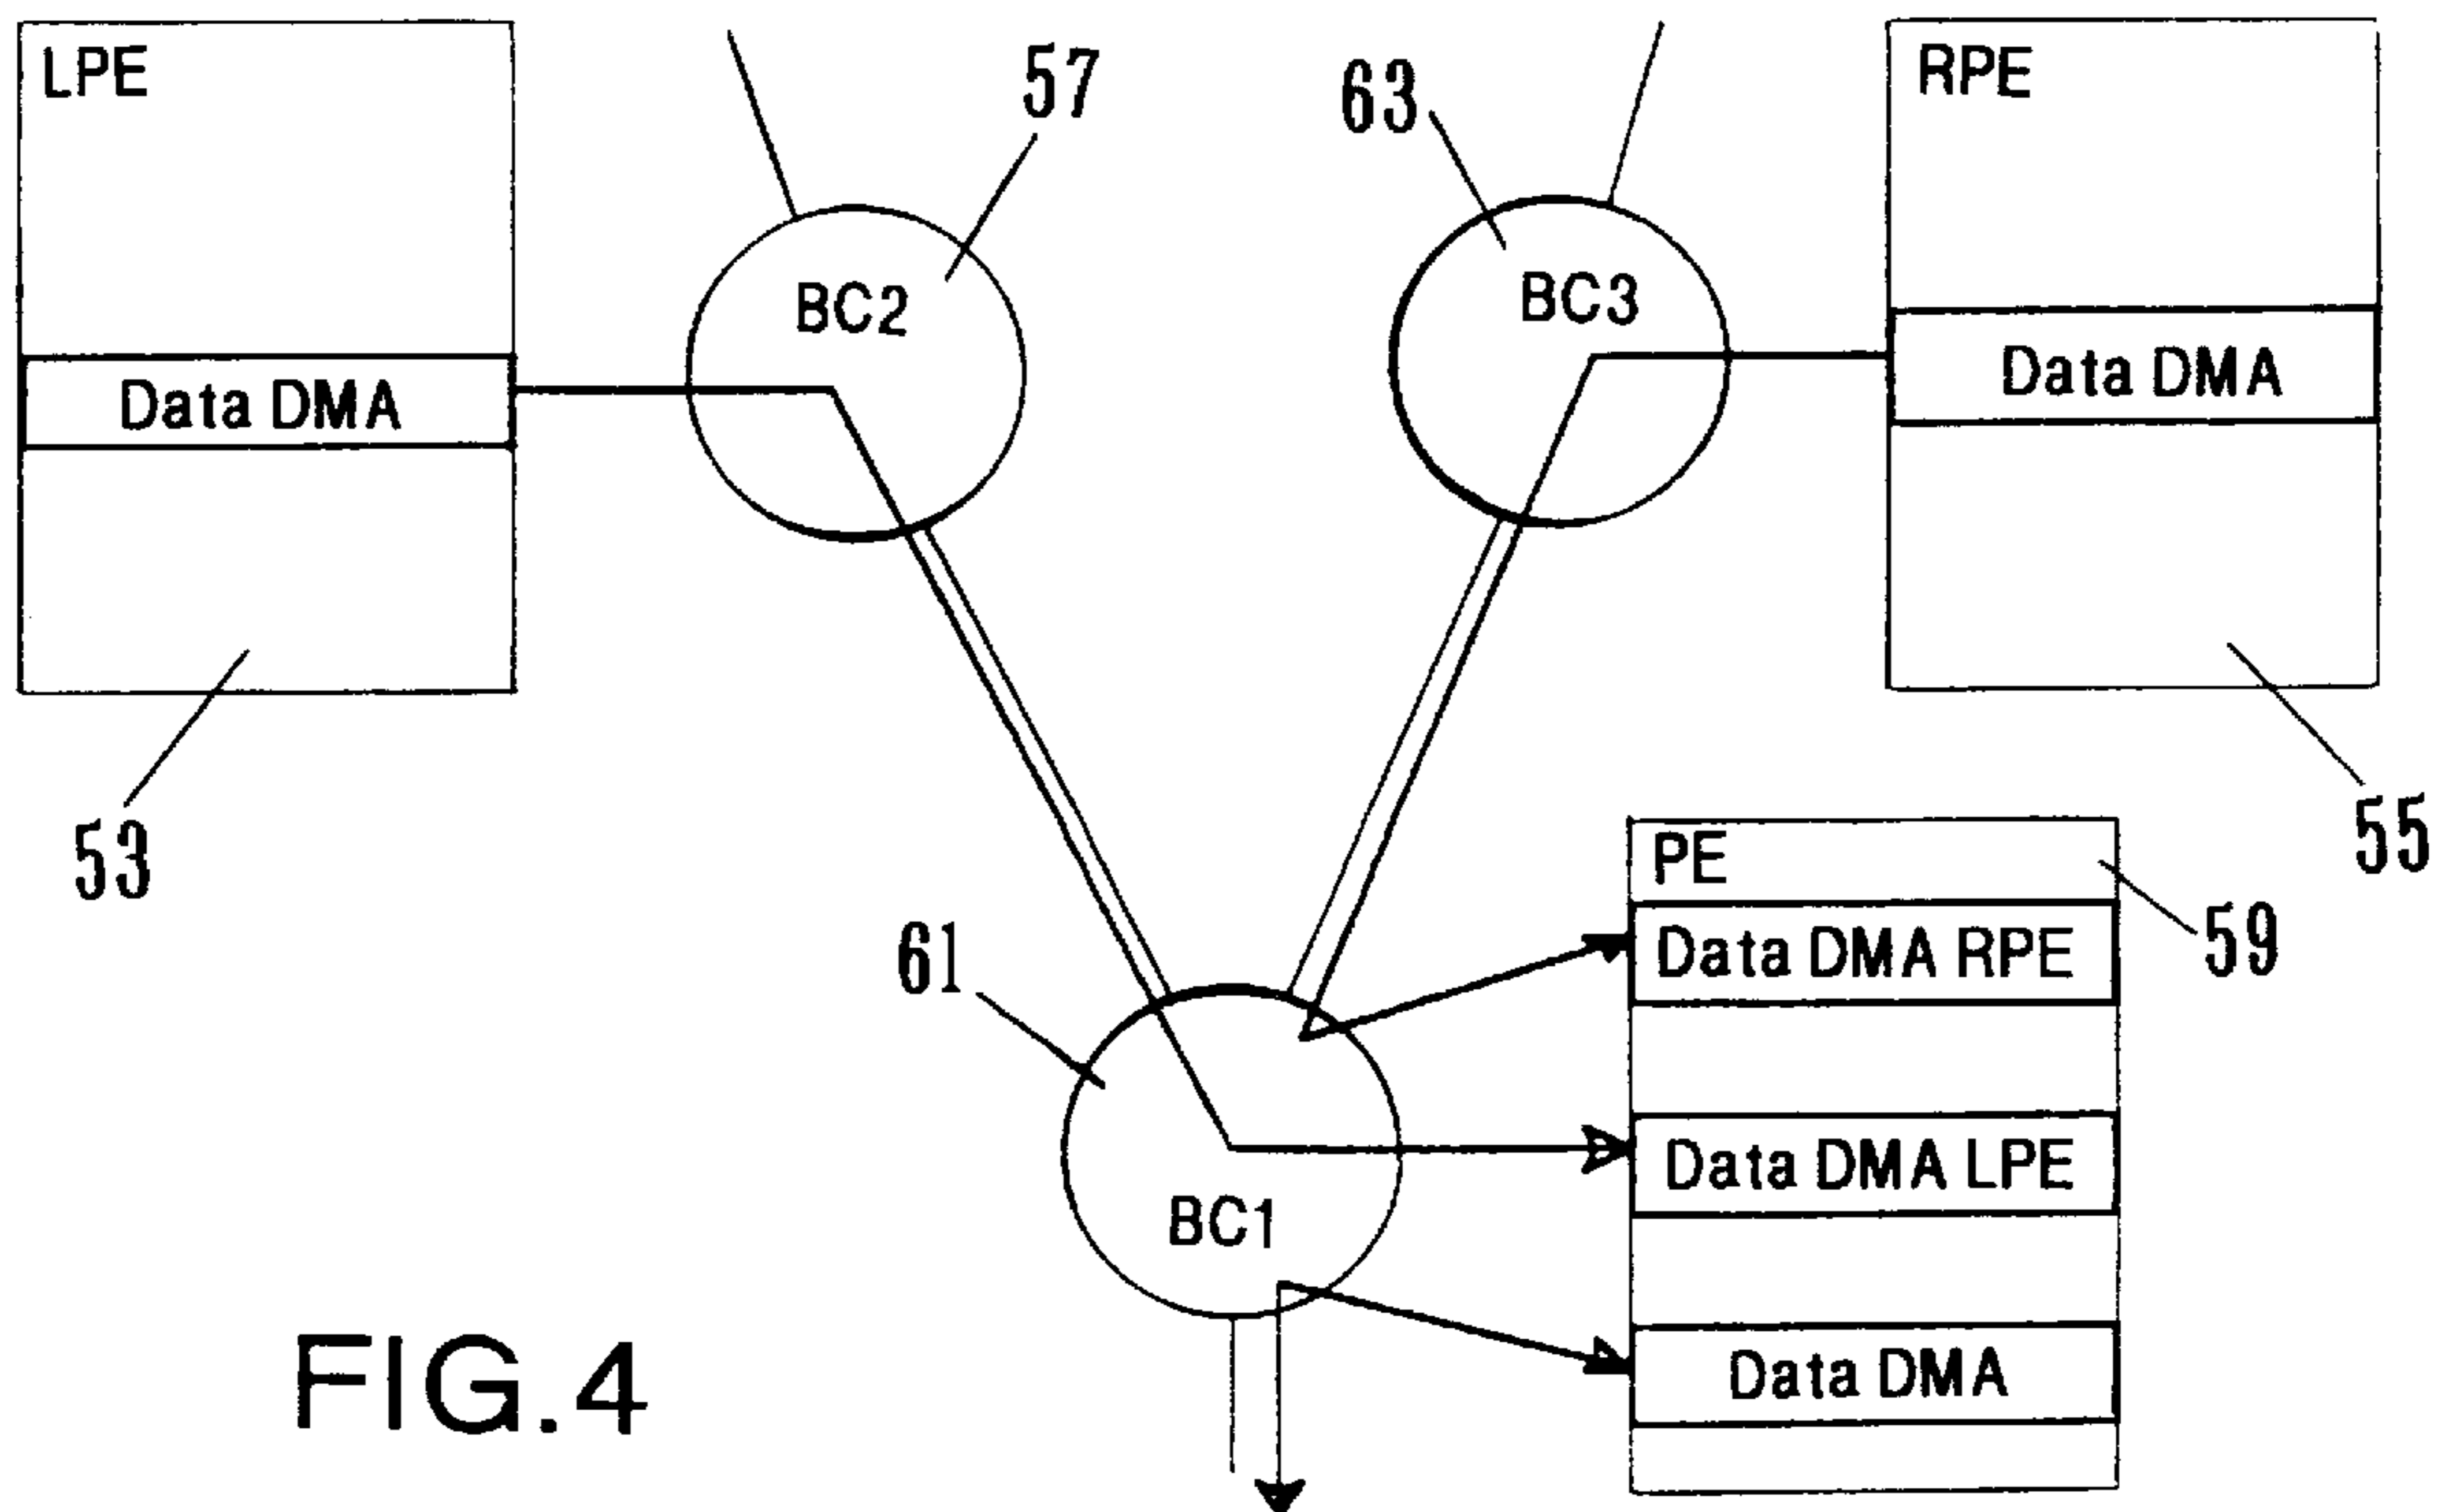 LPE
57
63
RPE
BC2
BC3
Data DMA
Data DMA
53
55
PE
59
61
Data DMA RPE
Data DMA LPE
BC1
Data DMA
FIG.4